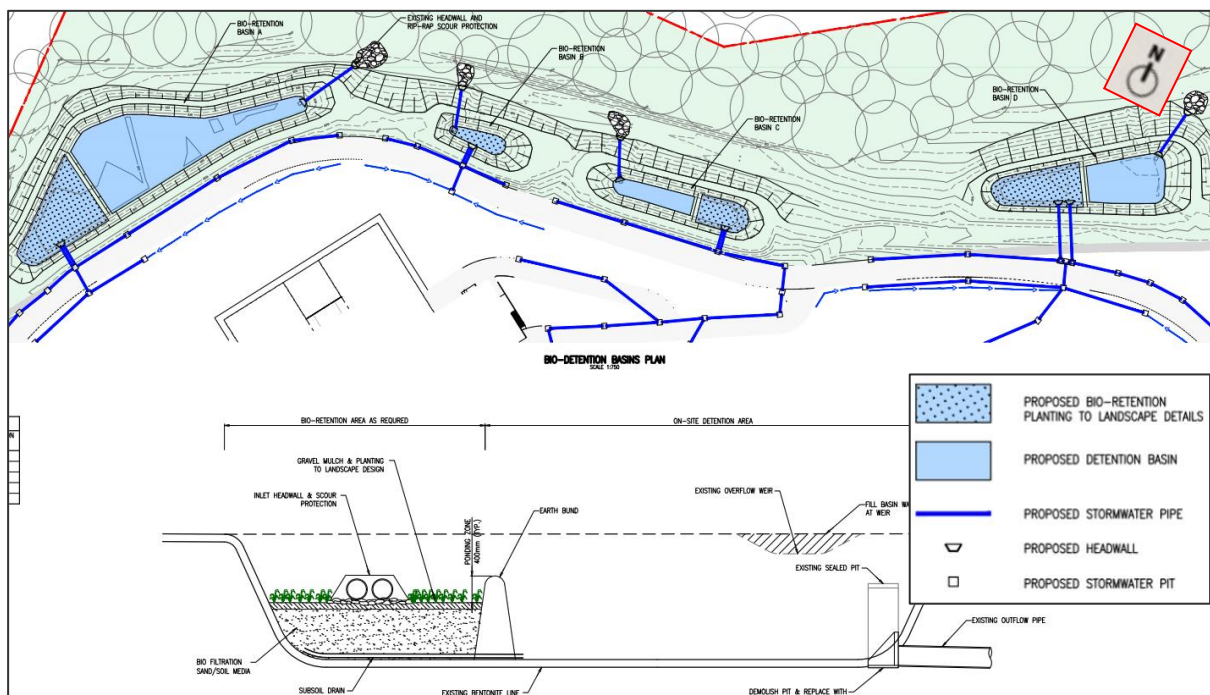 BIO-RETENTION
BASIN A
EXISTING HEADWALL AND
RIP-RAP SCOUR PROTECTION
BIO-RETENTION
BASIN B
BIO-RETENTION
BASIN C
BIO-RETENTION
BASIN D
N
BIO-DETENTION BASINS PLAN
SCALE 1:750
BIO-RETENTION AREA AS REQUIRED
ON-SITE DETENTION AREA
GRAVEL MULCH & PLANTING
TO LANDSCAPE DESIGN
INLET HEADWALL & SCOUR
PROTECTION
PONDING ZONE
400mm (TYP.)
EARTH BUND
EXISTING OVERFLOW WEIR
FILL BASIN WA
AT WEIR
EXISTING SEALED PIT
EXISTING OUTFLOW PIPE
BIO FILTRATION
SAND/SOIL MEDIA
SUBSOIL DRAIN
EXISTING BENTONITE LINE
DEMOLISH PIT & REPLACE WITH
PROPOSED BIO-RETENTION
PLANTING TO LANDSCAPE DETAILS
PROPOSED DETENTION BASIN
PROPOSED STORMWATER PIPE
PROPOSED HEADWALL
PROPOSED STORMWATER PIT